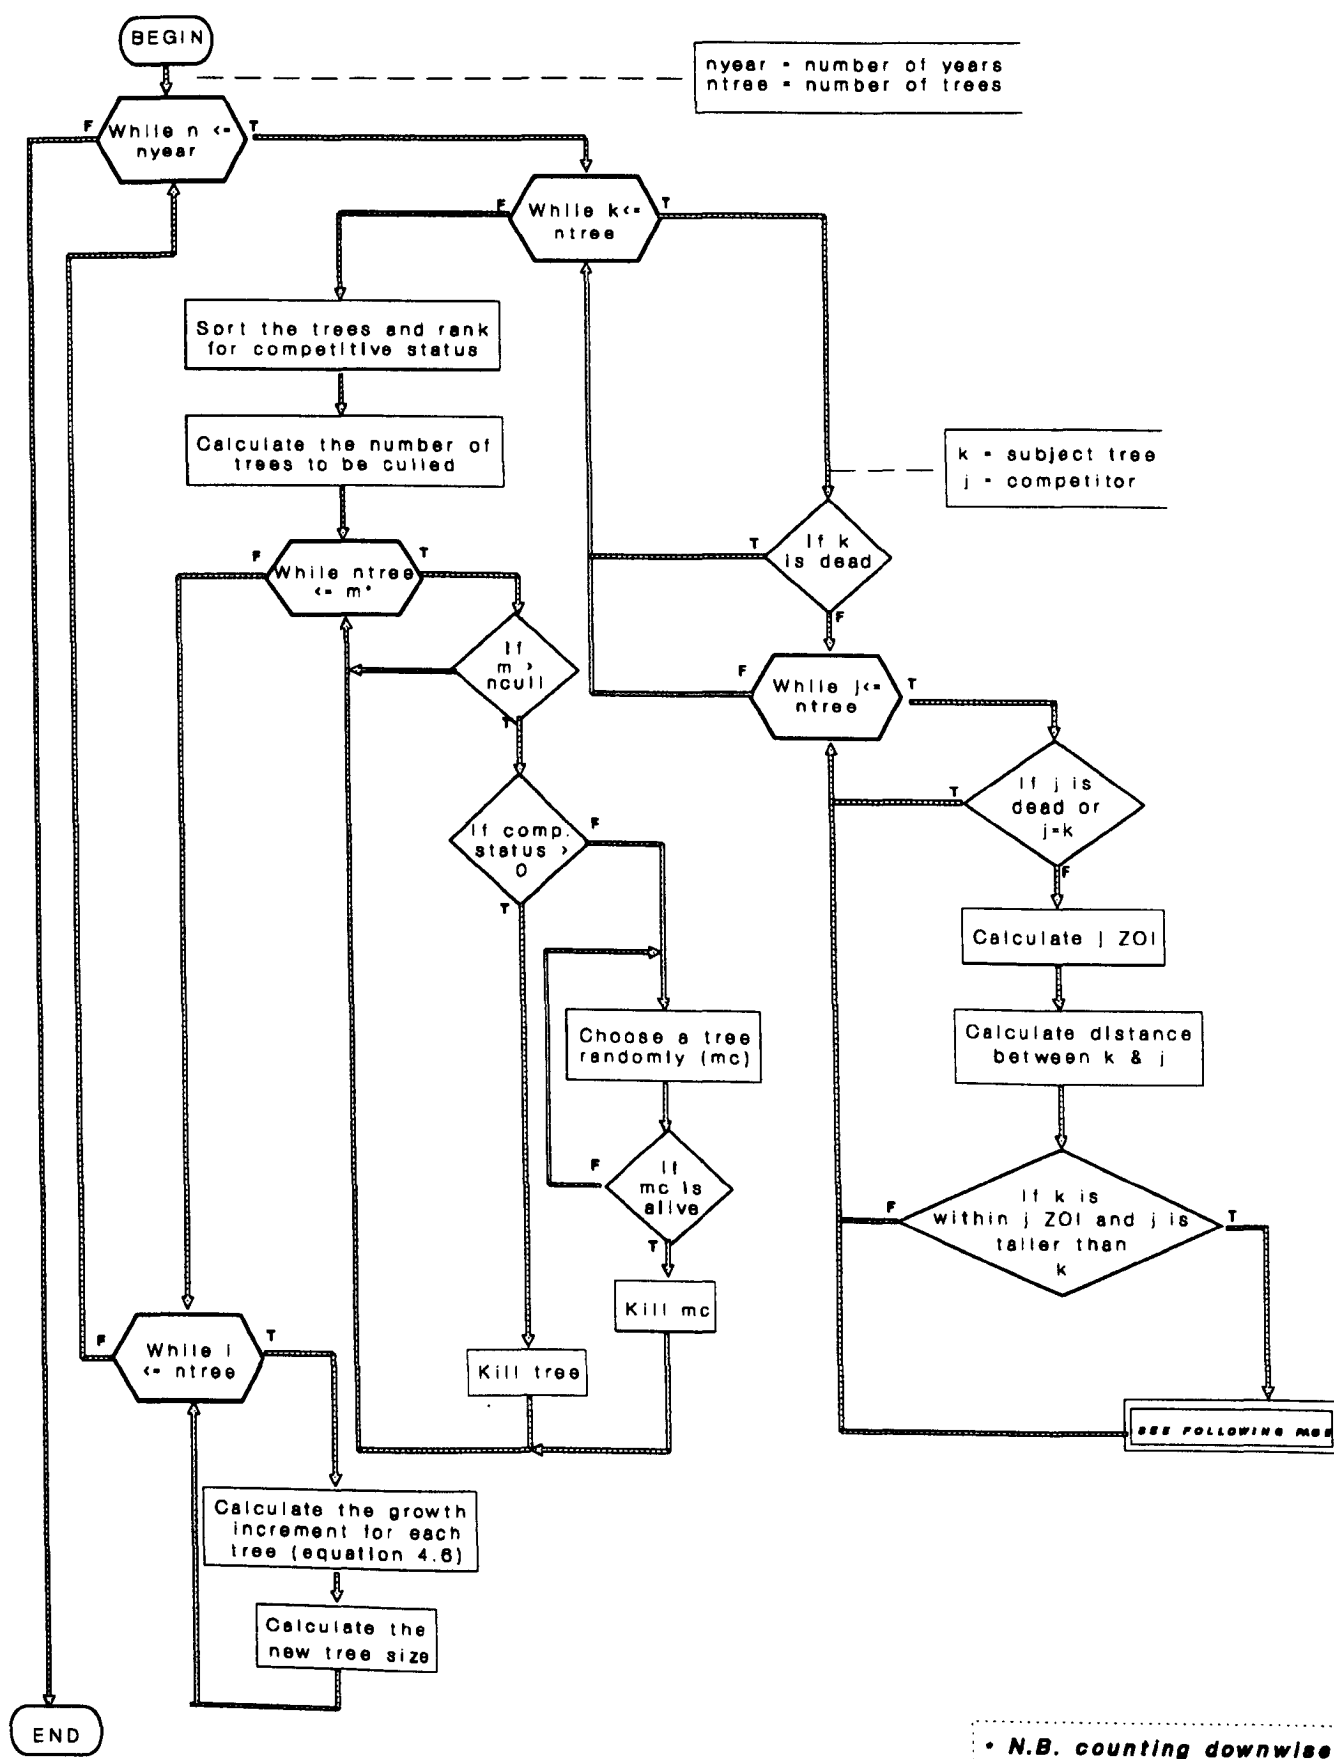 BEGIN
nyear = number of years
ntree = number of trees
F
While n <=
nyear
T
F
While k<=
ntree
T
Sort the trees and rank
for competitive status
Calculate the number of
trees to be culled
k = subject tree
j = competitor
T
If k
is dead
F
F
While ntree
<= m*
T
If
m >
ncull
T
F
While j<=
ntree
T
T
If j is
dead or
j=k
F
If comp.
status >
0
F
T
Calculate j ZOI
Choose a tree
randomly (mc)
Calculate distance
between k & j
F
If
mc is
alive
T
F
If k is
within j ZOI and j is
taller than
k
T
Kill mc
F
While i
<= ntree
T
Kill tree
SEE FOLLOWING PAGE
Calculate the growth
increment for each
tree (equation 4.6)
Calculate the
new tree size
END
* N.B. counting downwise